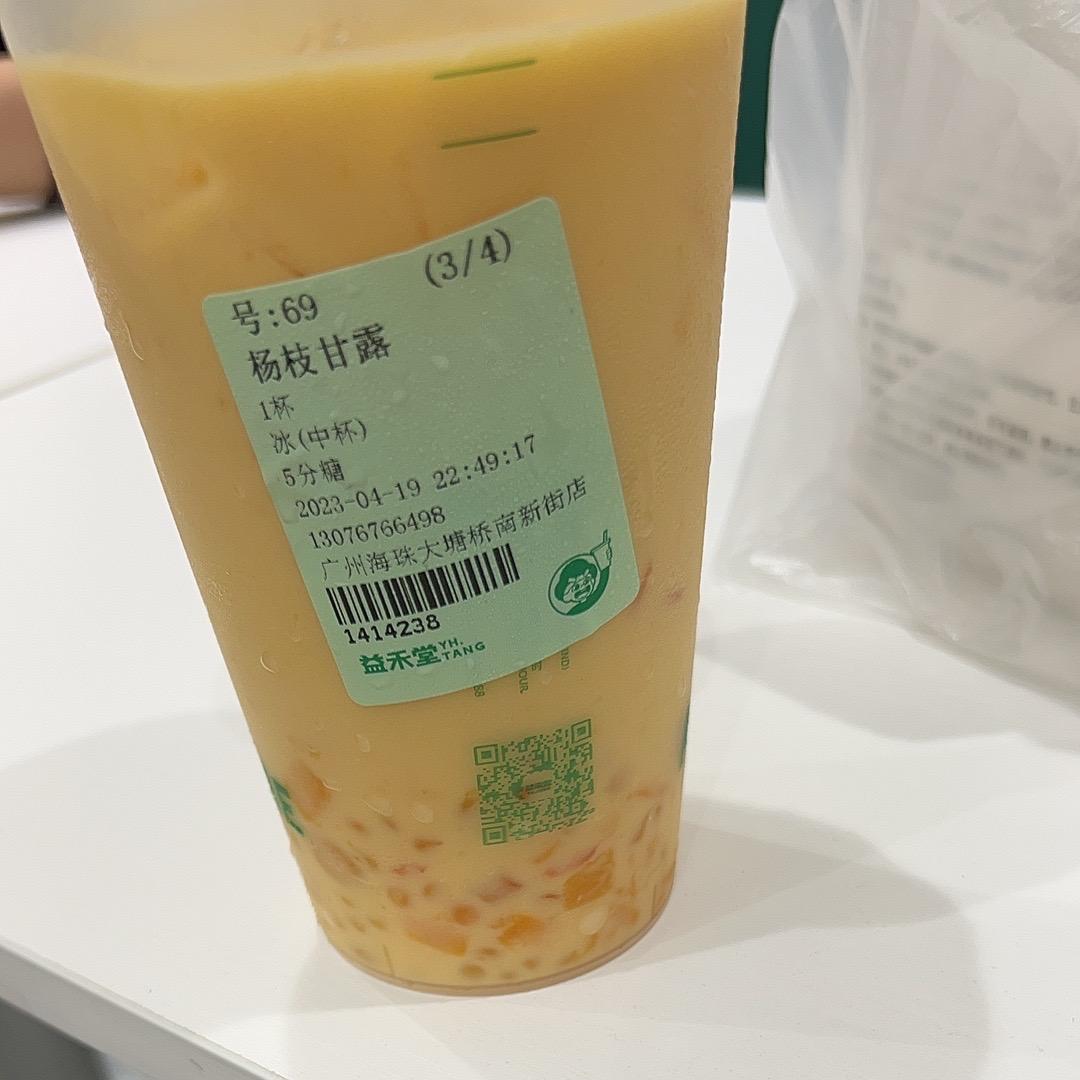 (3/4)
号:69
杨枝甘露
1杯
冰(中杯)
5分糖
2023-04-19 22:49:17
13076766498
广州海珠大塘桥南新街店
1414238
益禾堂 YH. TANG